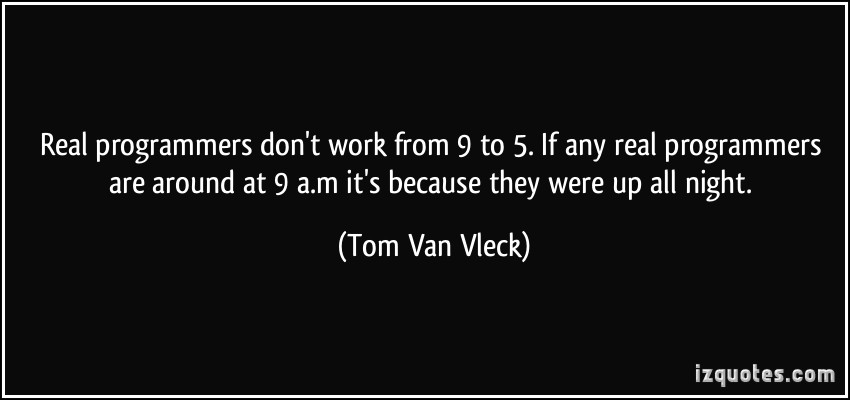 Real programmers don't work from 9 to 5. If any real programmers
are around at 9 a.m it's because they were up all night.
(Tom Van Vleck)
izquotes.com